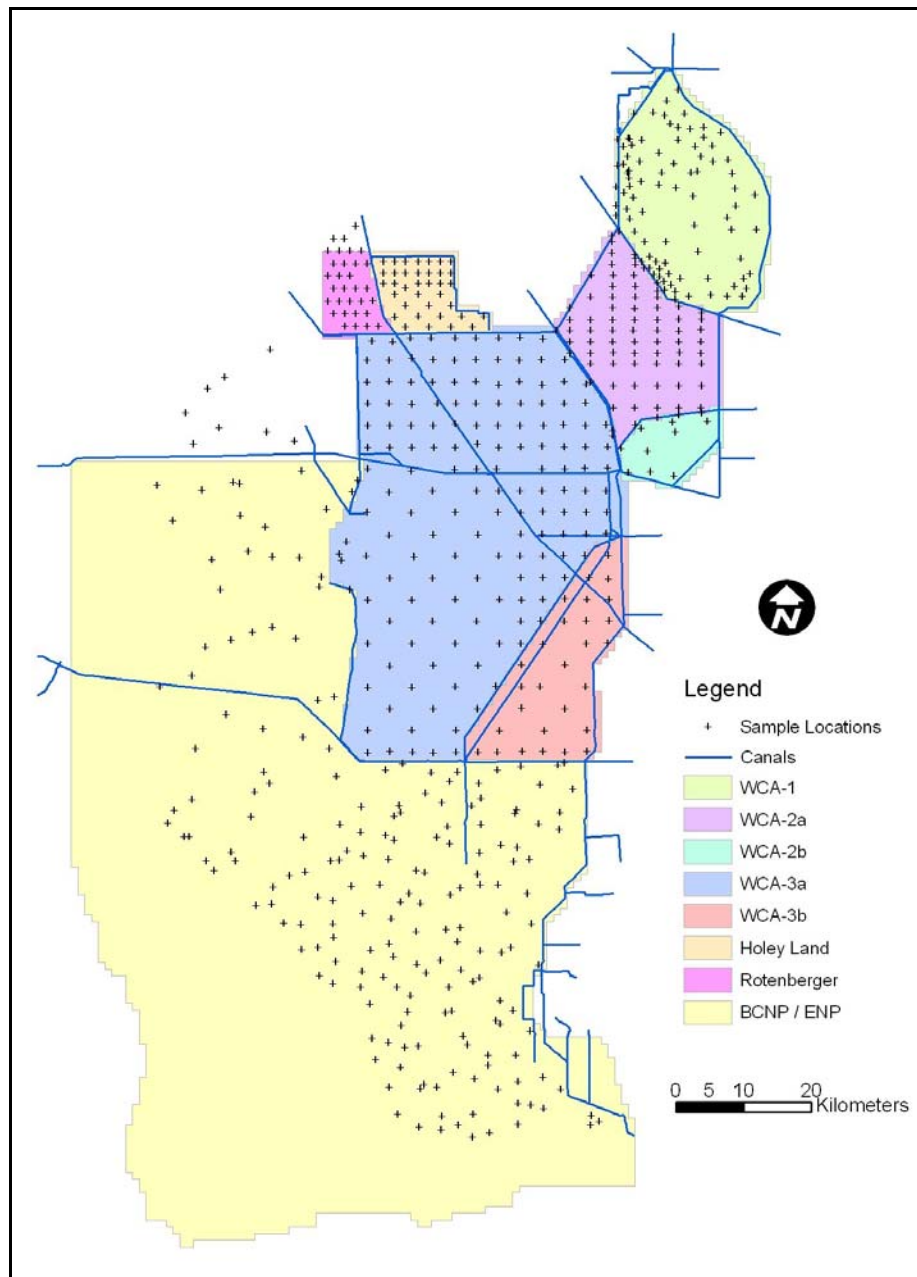 N
Legend
Sample Locations
Canals
WCA-1
WCA-2a
WCA-2b
WCA-3a
WCA-3b
Holey Land
Rotenberger
BCNP / ENP
0 5 10 20
Kilometers